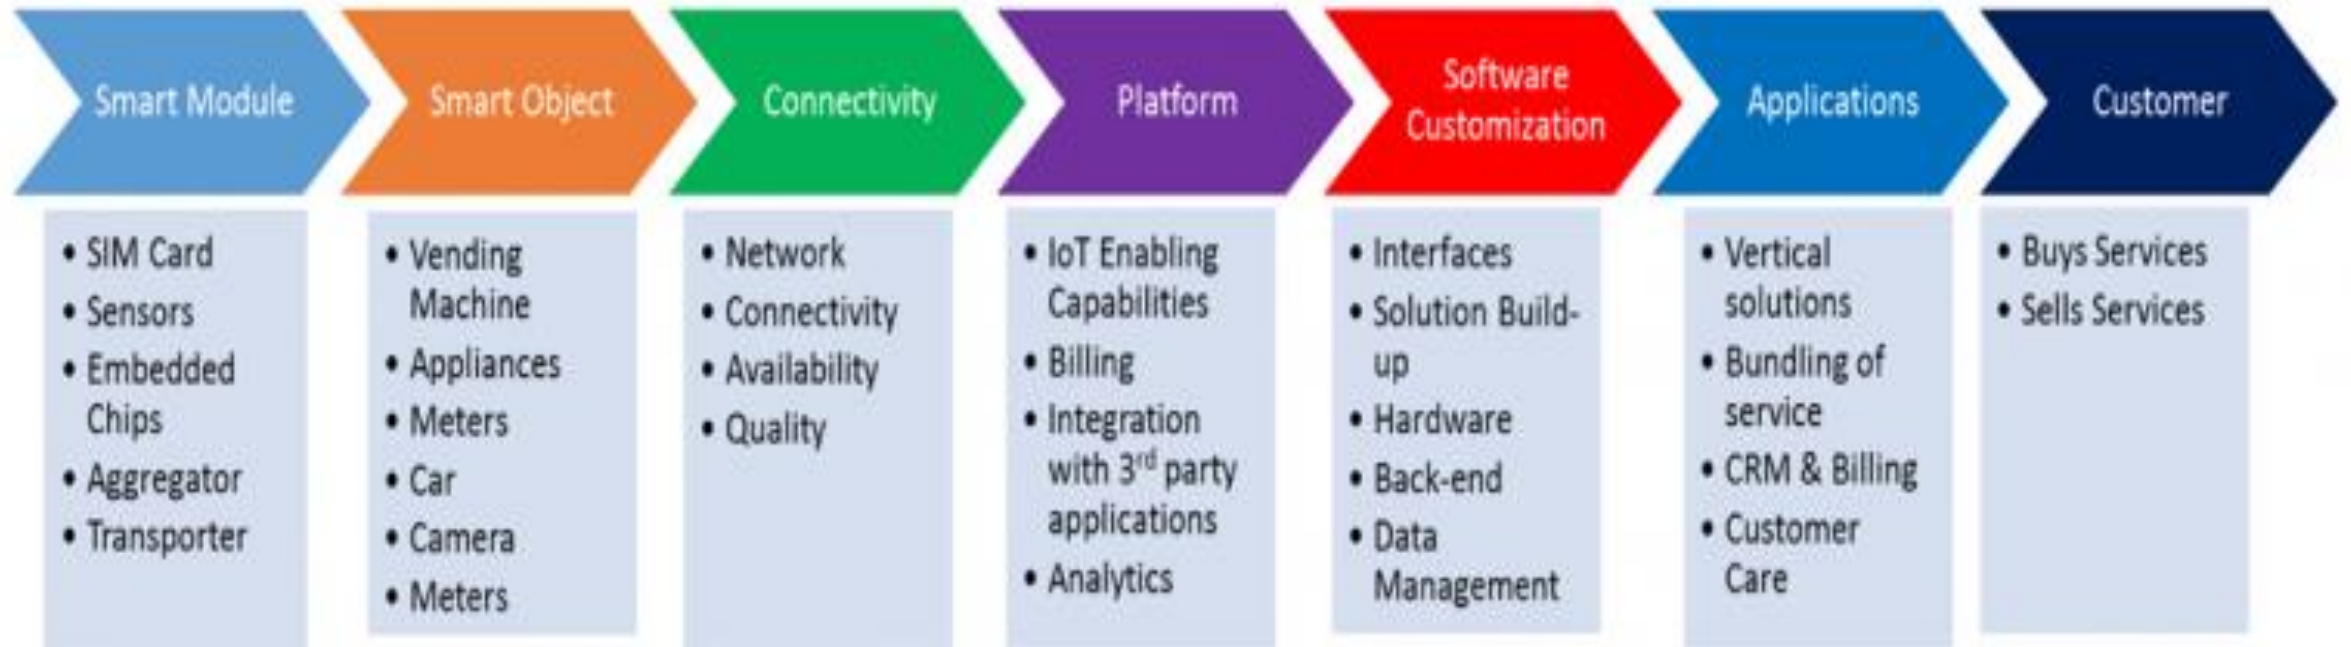 Smart Module
Smart Object
Connectivity
Platform
Software
Customization
Applications
Customer
• SIM Card
• Sensors
• Embedded
Chips
• Aggregator
• Transporter
• Vending
Machine
• Appliances
• Meters
• Car
• Camera
• Meters
• Network
• Connectivity
• Availability
• Quality
• IoT Enabling
Capabilities
• Billing
• Integration
with 3rd party
applications
• Analytics
• Interfaces
• Solution Build-
up
• Hardware
• Back-end
• Data
Management
• Vertical
solutions
• Bundling of
service
• CRM & Billing
• Customer
Care
• Buys Services
• Sells Services